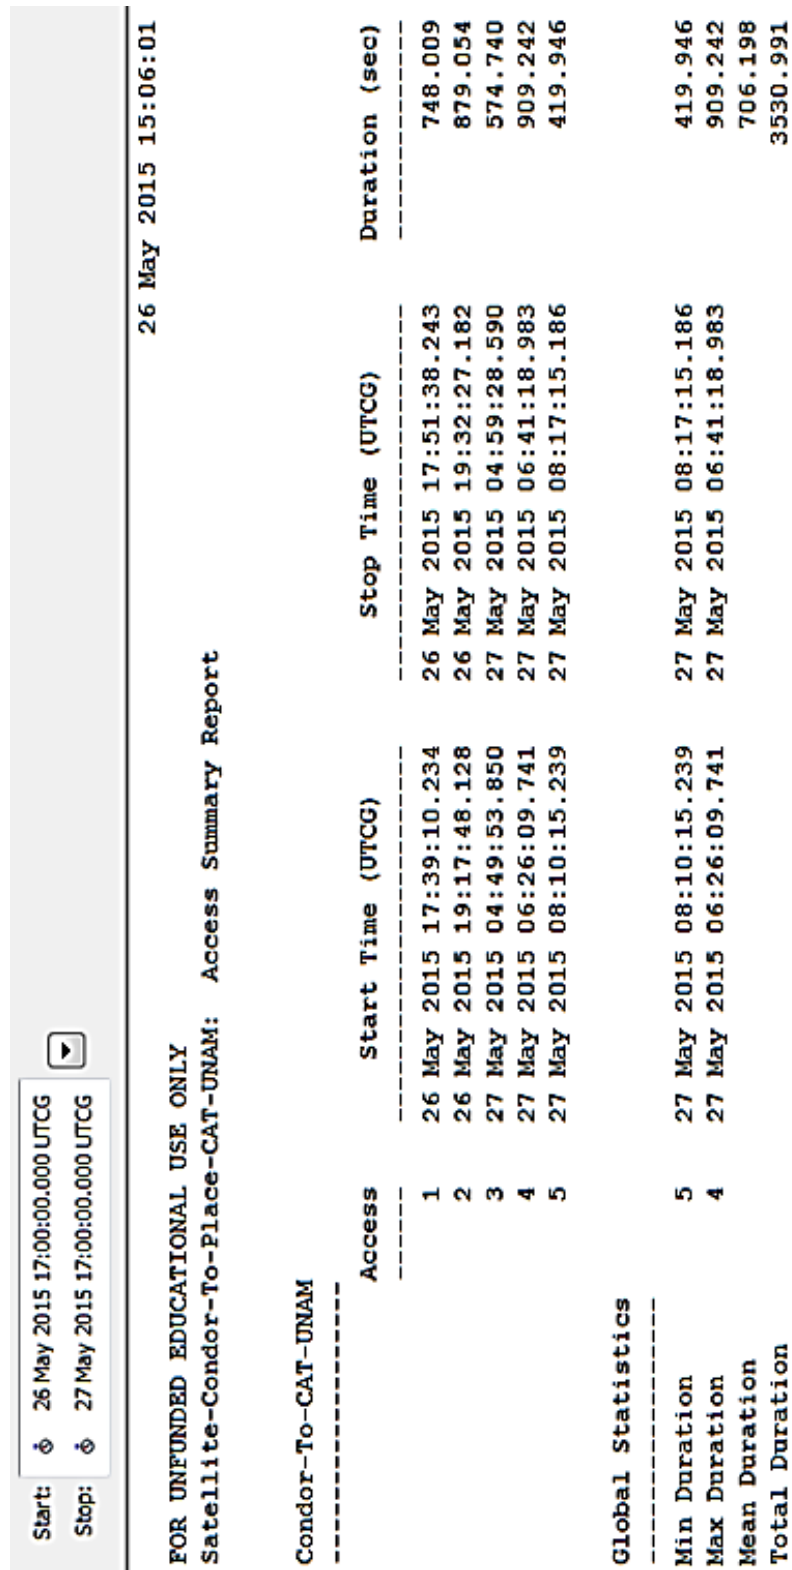 Start: 26 May 2015 17:00:00.000 UTCG
Stop: 27 May 2015 17:00:00.000 UTCG
26 May 2015 15:06:01
FOR UNFUNDED EDUCATIONAL USE ONLY
Satellite-Condor-To-Place-CAT-UNAM: Access Summary Report
Condor-To-CAT-UNAM
------------------
Access Start Time (UTCG) Stop Time (UTCG) Duration (sec)
------ ------------------------ ------------------------ --------------
1 26 May 2015 17:39:10.234 26 May 2015 17:51:38.243 748.009
2 26 May 2015 19:17:48.128 26 May 2015 19:32:27.182 879.054
3 27 May 2015 04:49:53.850 27 May 2015 04:59:28.590 574.740
4 27 May 2015 06:26:09.741 27 May 2015 06:41:18.983 909.242
5 27 May 2015 08:10:15.239 27 May 2015 08:17:15.186 419.946
Global Statistics
-----------------
Min Duration 5 27 May 2015 08:10:15.239 27 May 2015 08:17:15.186 419.946
Max Duration 4 27 May 2015 06:26:09.741 27 May 2015 06:41:18.983 909.242
Mean Duration 706.198
Total Duration 3530.991